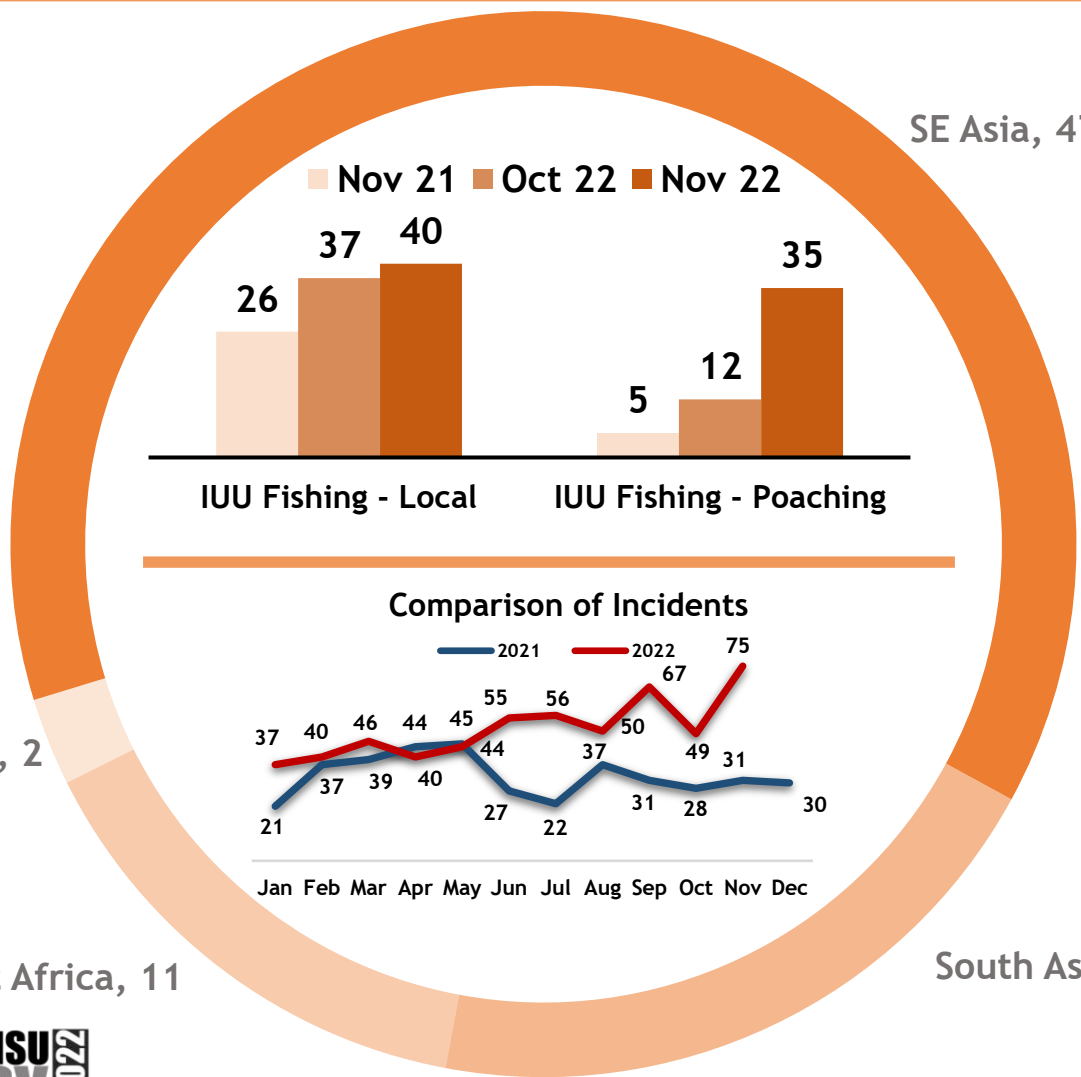 SE Asia, 4
Nov 21 Oct 22 Nov 22
26 37 40 5 12 35
IUU Fishing - Local IUU Fishing - Poaching
Comparison of Incidents
2021 2022
37 40 46 44 45 55 56 50 67 49 75
21 37 39 40 44 27 22 37 31 28 31 30
Jan Feb Mar Apr May Jun Jul Aug Sep Oct Nov Dec
, 2
Africa, 11
South As
2022